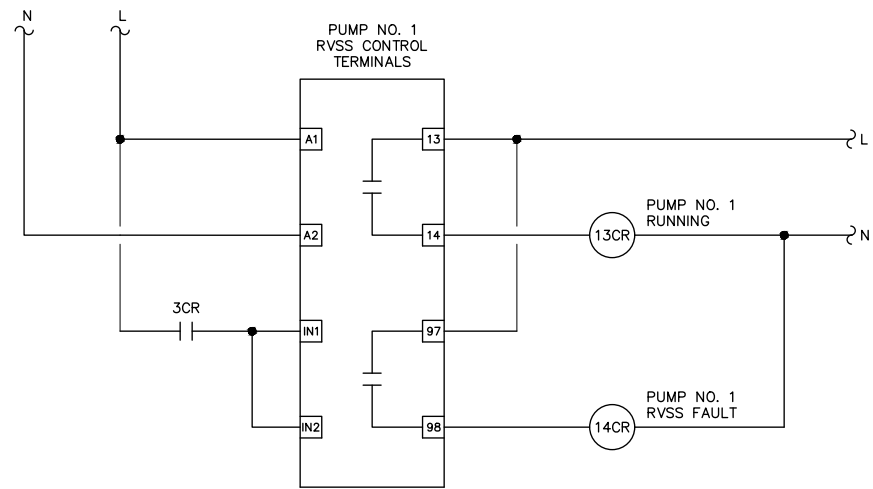 N
L
PUMP NO. 1
RVSS CONTROL
TERMINALS
A1
13
L
A2
14
13CR
PUMP NO. 1
RUNNING
N
3CR
IN1
97
IN2
98
14CR
PUMP NO. 1
RVSS FAULT